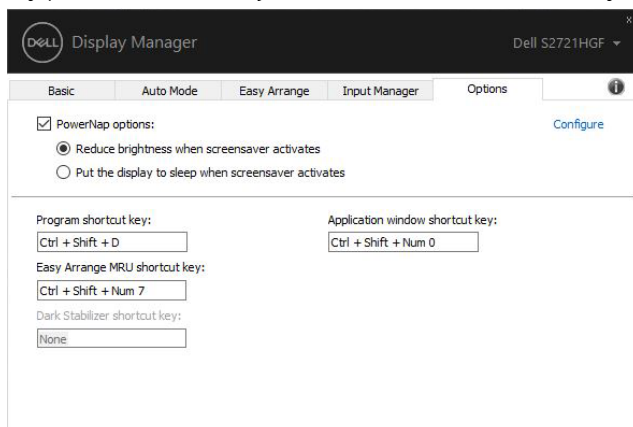 DELL Display Manager
Dell S2721HGF
Basic Auto Mode Easy Arrange Input Manager Options
PowerNap options:
Configure
Reduce brightness when screensaver activates
Put the display to sleep when screensaver activates
Program shortcut key:
Application window shortcut key:
Ctrl + Shift + D
Ctrl + Shift + Num 0
Easy Arrange MRU shortcut key:
Ctrl + Shift + Num 7
Dark Stabilizer shortcut key:
None